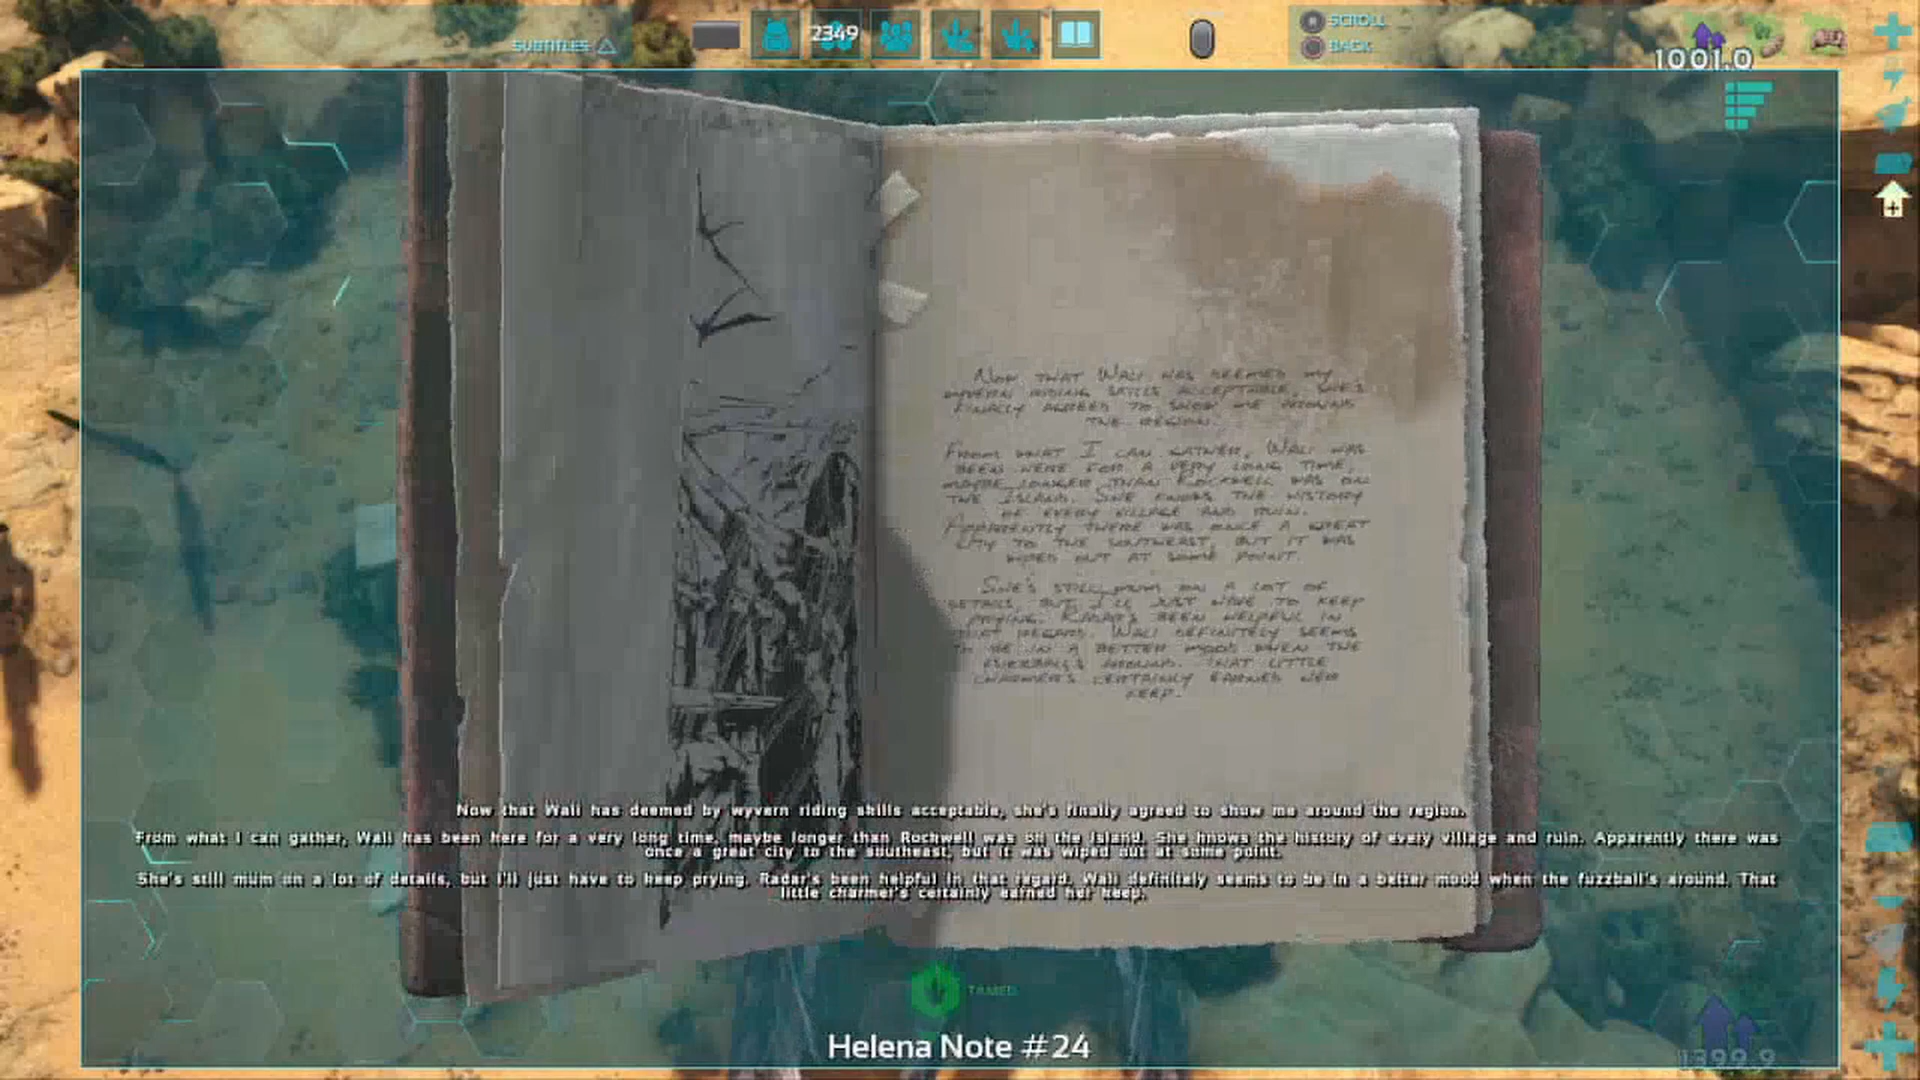 SUBTITLES
2349
SCROLL
BACK
1001.0
Now that Wali has deemed my
wyvern riding skills acceptable, she's
finally agreed to show me around
the region.
From what I can gather, Wali has
been here for a very long time,
maybe longer than Rockwell was on
the Island. She knows the history
of every village and ruin.
Apparently there was once a great
city to the southeast, but it was
wiped out at some point.
She's still mum on a lot of
details, but I'll just have to keep
prying. Radar's been helpful in
that regard. Wali definitely seems
to be in a better mood when the
fuzzball's around. That little
charmer's certainly earned her
keep.
Now that Wali has deemed by wyvern riding skills acceptable, she's finally agreed to show me around the region.
From what I can gather, Wali has been here for a very long time, maybe longer than Rockwell was on the Island. She knows the history of every village and ruin. Apparently there was
once a great city to the southeast, but it was wiped out at some point.
She's still mum on a lot of details, but I'll just have to keep prying. Radar's been helpful in that regard. Wali definitely seems to be in a better mood when the fuzzball's around. That
little charmer's certainly earned her keep.
TAMED
Helena Note #24
1399.9